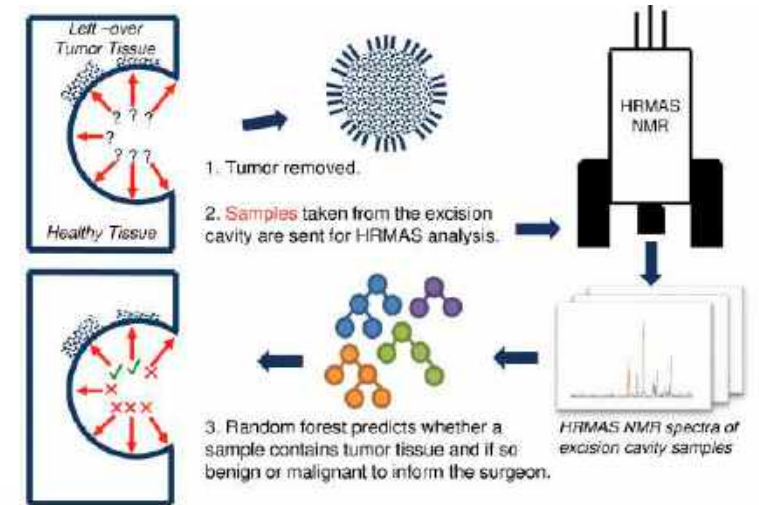 Left -over
Tumor Tissue
? ? ?
?
? ? ?
Healthy Tissue
1. Tumor removed.
2. Samples taken from the excision
cavity are sent for HRMAS analysis.
HRMAS
NMR
HRMAS NMR spectra of
excision cavity samples
3. Random forest predicts whether a
sample contains tumor tissue and if so
benign or malignant to inform the surgeon.